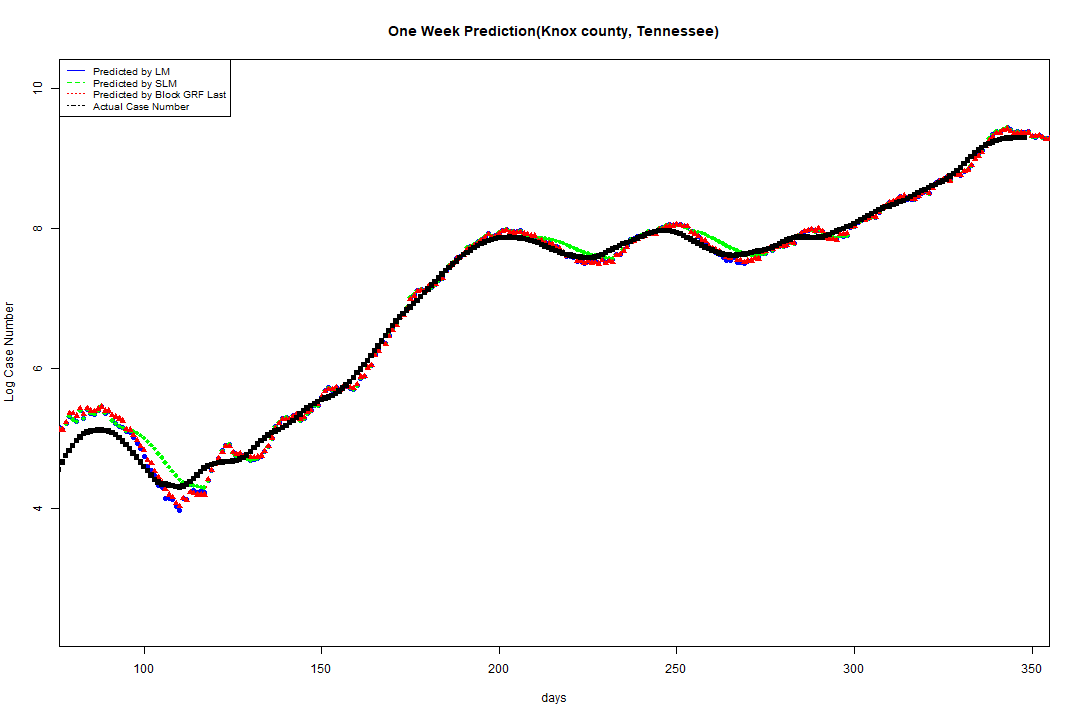 One Week Prediction(Knox county, Tennessee)
Predicted by LM
Predicted by SLM
Predicted by Block GRF Last
Actual Case Number
10
8
6
4
Log Case Number
100 150 200 250 300 350
days